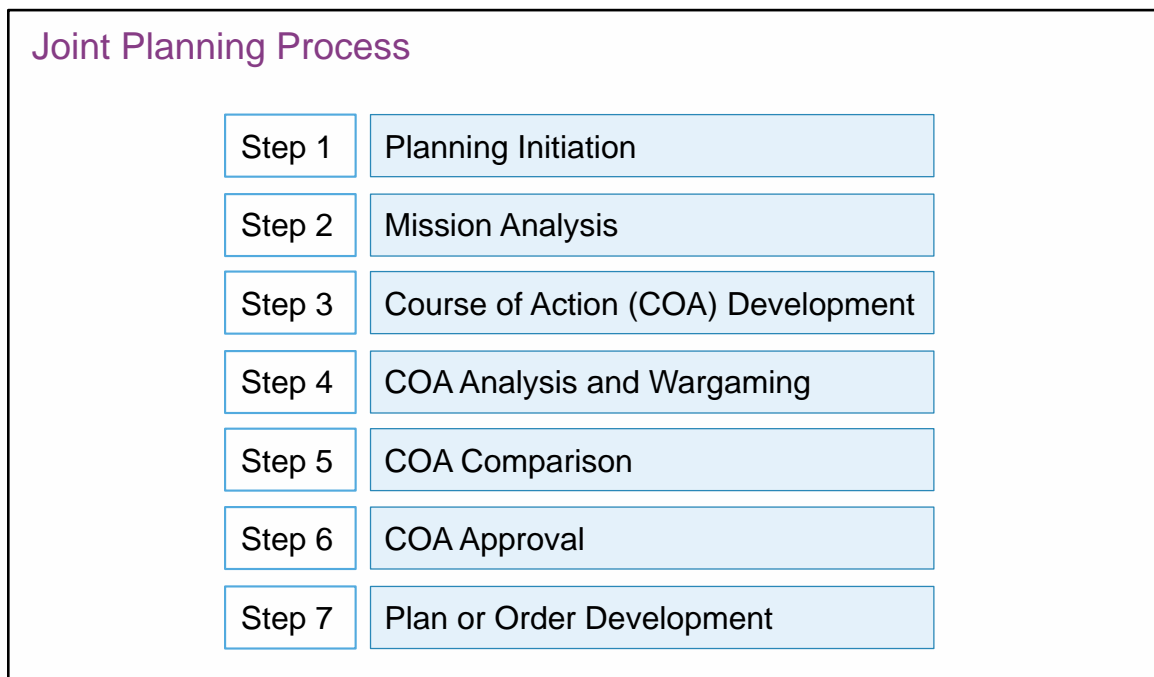 Joint Planning Process
Step 1 Planning Initiation
Step 2 Mission Analysis
Step 3 Course of Action (COA) Development
Step 4 COA Analysis and Wargaming
Step 5 COA Comparison
Step 6 COA Approval
Step 7 Plan or Order Development